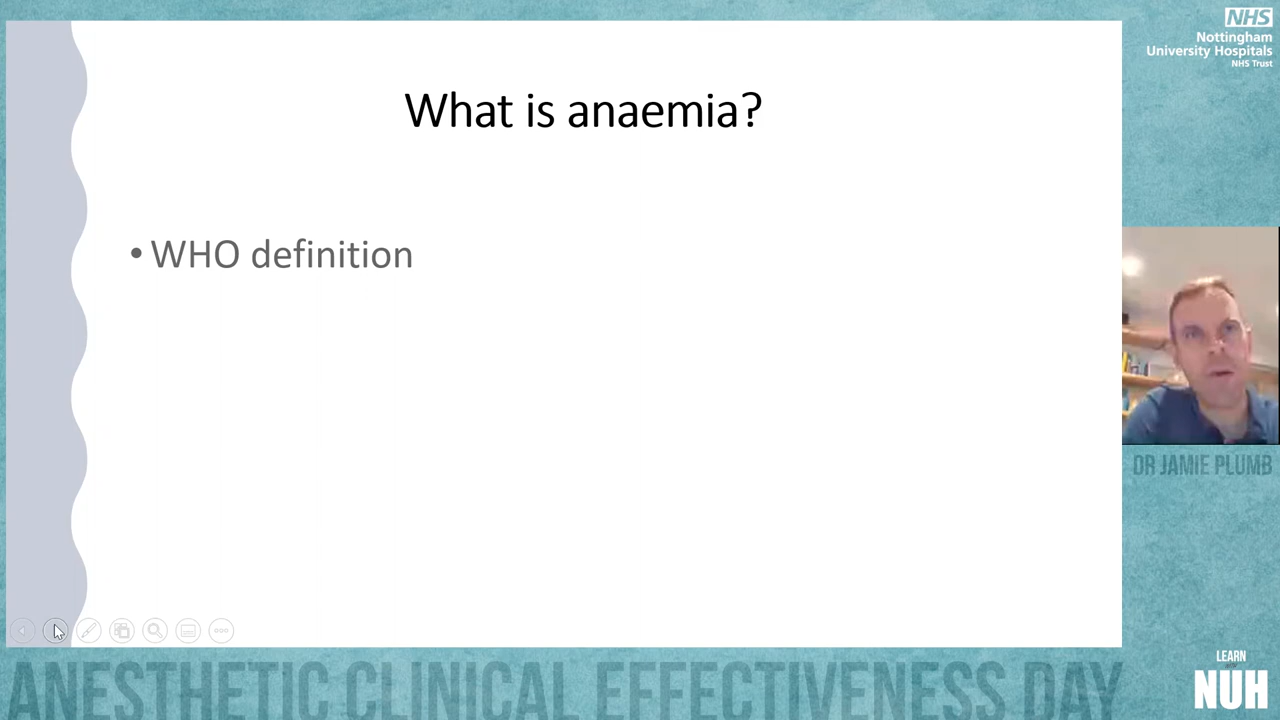 What is anaemia?
• WHO definition
NHS
Nottingham
University Hospitals
NHS Trust
DR JAMIE PLUMB
ANESTHETIC CLINICAL EFFECTIVENESS DAY
LEARN
NUH